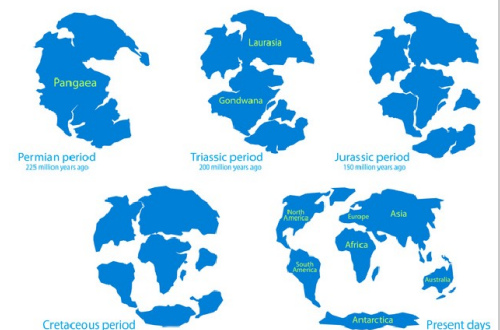 Pangaea
Laurasia
Gondwana
Permian period
225 million years ago
Triassic period
200 million years ago
Jurassic period
150 million years ago
North
America
Europe
Asia
Africa
South
America
Australia
Antarctica
Cretaceous period
Present days